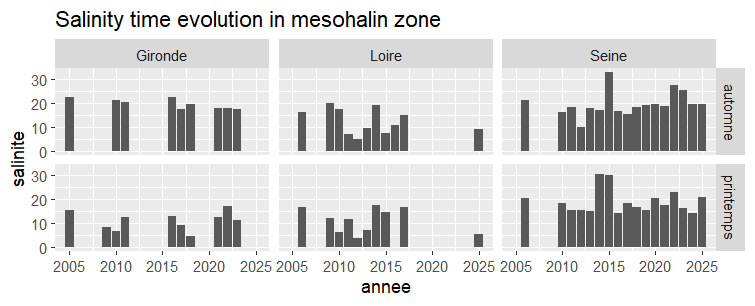 Salinity time evolution in mesohalin zone
Gironde Loire Seine
30
20
10
0
automne
30
20
10
0
printemps
salinite
2005 2010 2015 2020 2025 2005 2010 2015 2020 2025 2005 2010 2015 2020 2025
annee